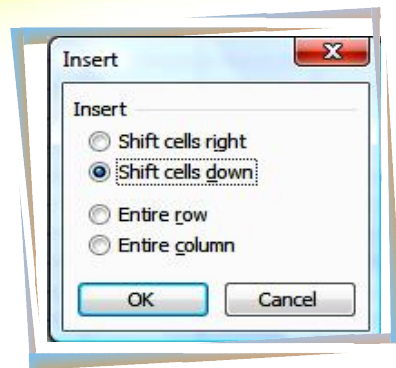 Insert
Insert
Shift cells right
Shift cells down
Entire row
Entire column
OK Cancel